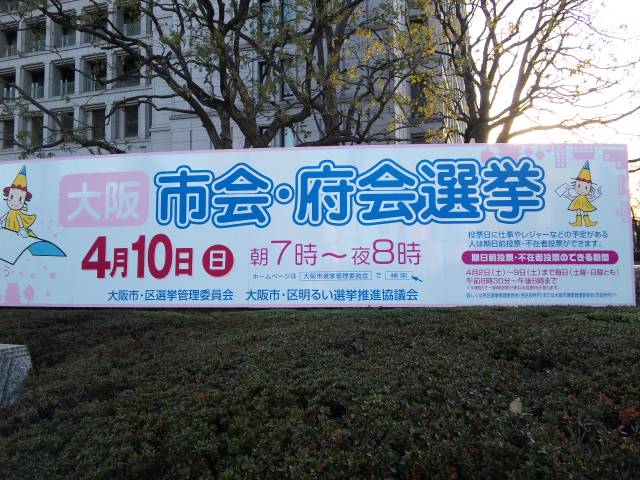 大阪 市会・府会選挙
4月10日 日 朝7時～夜8時
ホームページは 大阪市選挙管理委員会 で 検索
大阪市・区選挙管理委員会 大阪市・区明るい選挙推進協議会
投票日に仕事やレジャーなどの予定がある
人は期日前投票・不在者投票ができます。
期日前投票・不在者投票のできる期間
4月2日(土)～9日(土)まで毎日(土曜・日曜とも)
午前8時30分～午後8時まで